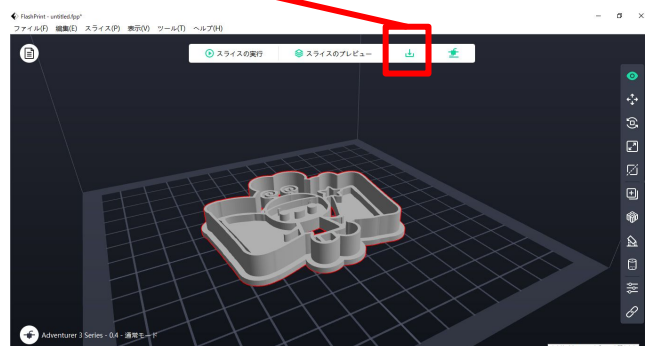 FlashPrint - untitled.fpp*
ファイル(F) 編集(E) スライス(P) 表示(V) ツール(T) ヘルプ(H)
スライスの実行 スライスのプレビュー
Adventurer 3 Series - 0.4 - 通常モード